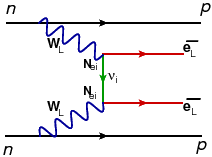 n p
W_L e_L^-
N_ei
ν_i
N_ei
W_L e_L^-
n p